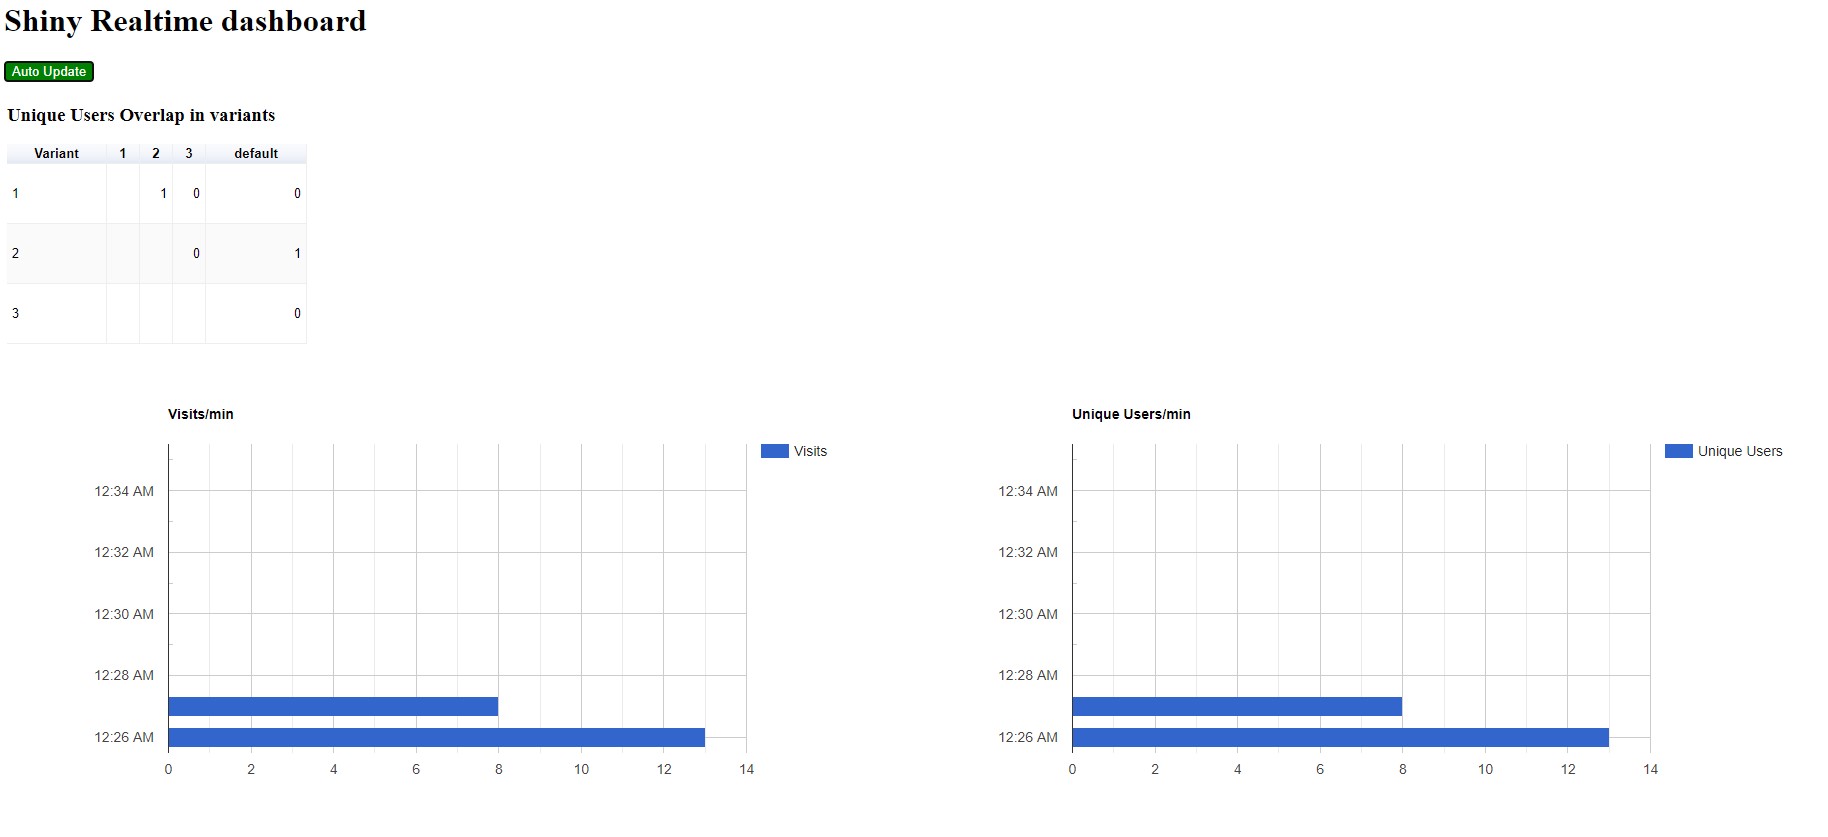 Shiny Realtime dashboard
Auto Update
Unique Users Overlap in variants
Variant 1 2 3 default
1 1 0 0
2 0 1
3 0
Visits/min
Visits
12:34 AM
12:32 AM
12:30 AM
12:28 AM
12:26 AM
0 2 4 6 8 10 12 14
Unique Users/min
Unique Users
12:34 AM
12:32 AM
12:30 AM
12:28 AM
12:26 AM
0 2 4 6 8 10 12 14